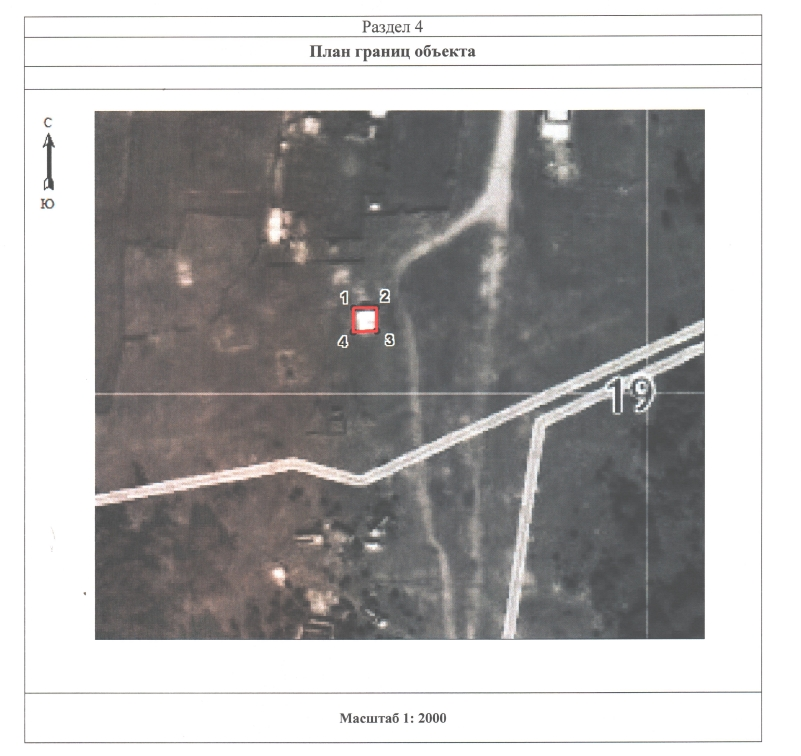 Раздел 4
План границ объекта
С
Ю
1 2
4 3
19
Масштаб 1: 2000